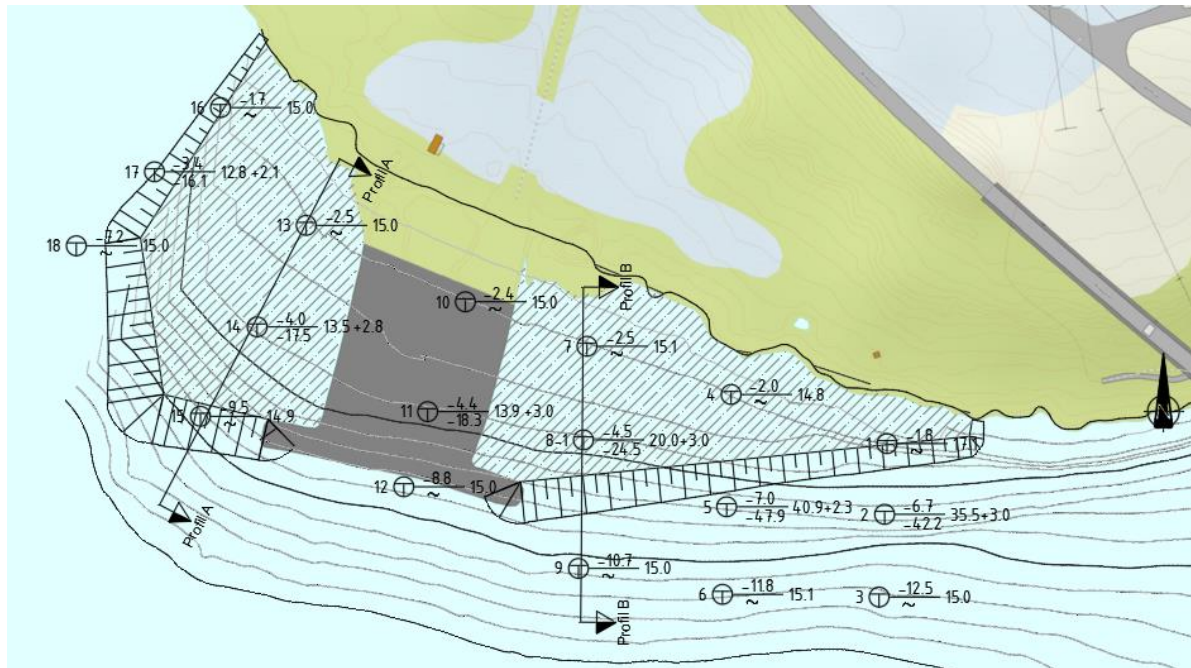 16 -1.7 ~ 15.0
17 -3.4 -16.1 12.8 +2.1
Profil A
13 -2.5 ~ 15.0
18 -7.2 ~ 15.0
Profil B
10 -2.4 ~ 15.0
14 -4.0 -17.5 13.5 +2.8
7 -2.5 ~ 15.1
4 -2.0 ~ 14.8
15 -9.5 ~ 14.9
11 -4.4 -18.3 13.9 +3.0
8-1 -4.5 -24.5 20.0+3.0
1 -1.8 ~
12 -8.8 ~ 15.0
5 -7.0 -47.9 40.9+2.3
2 -6.7 -42.2 35.5+3.0
Profil A
9 -10.7 ~ 15.0
6 -11.8 ~ 15.1
3 -12.5 ~ 15.0
Profil B